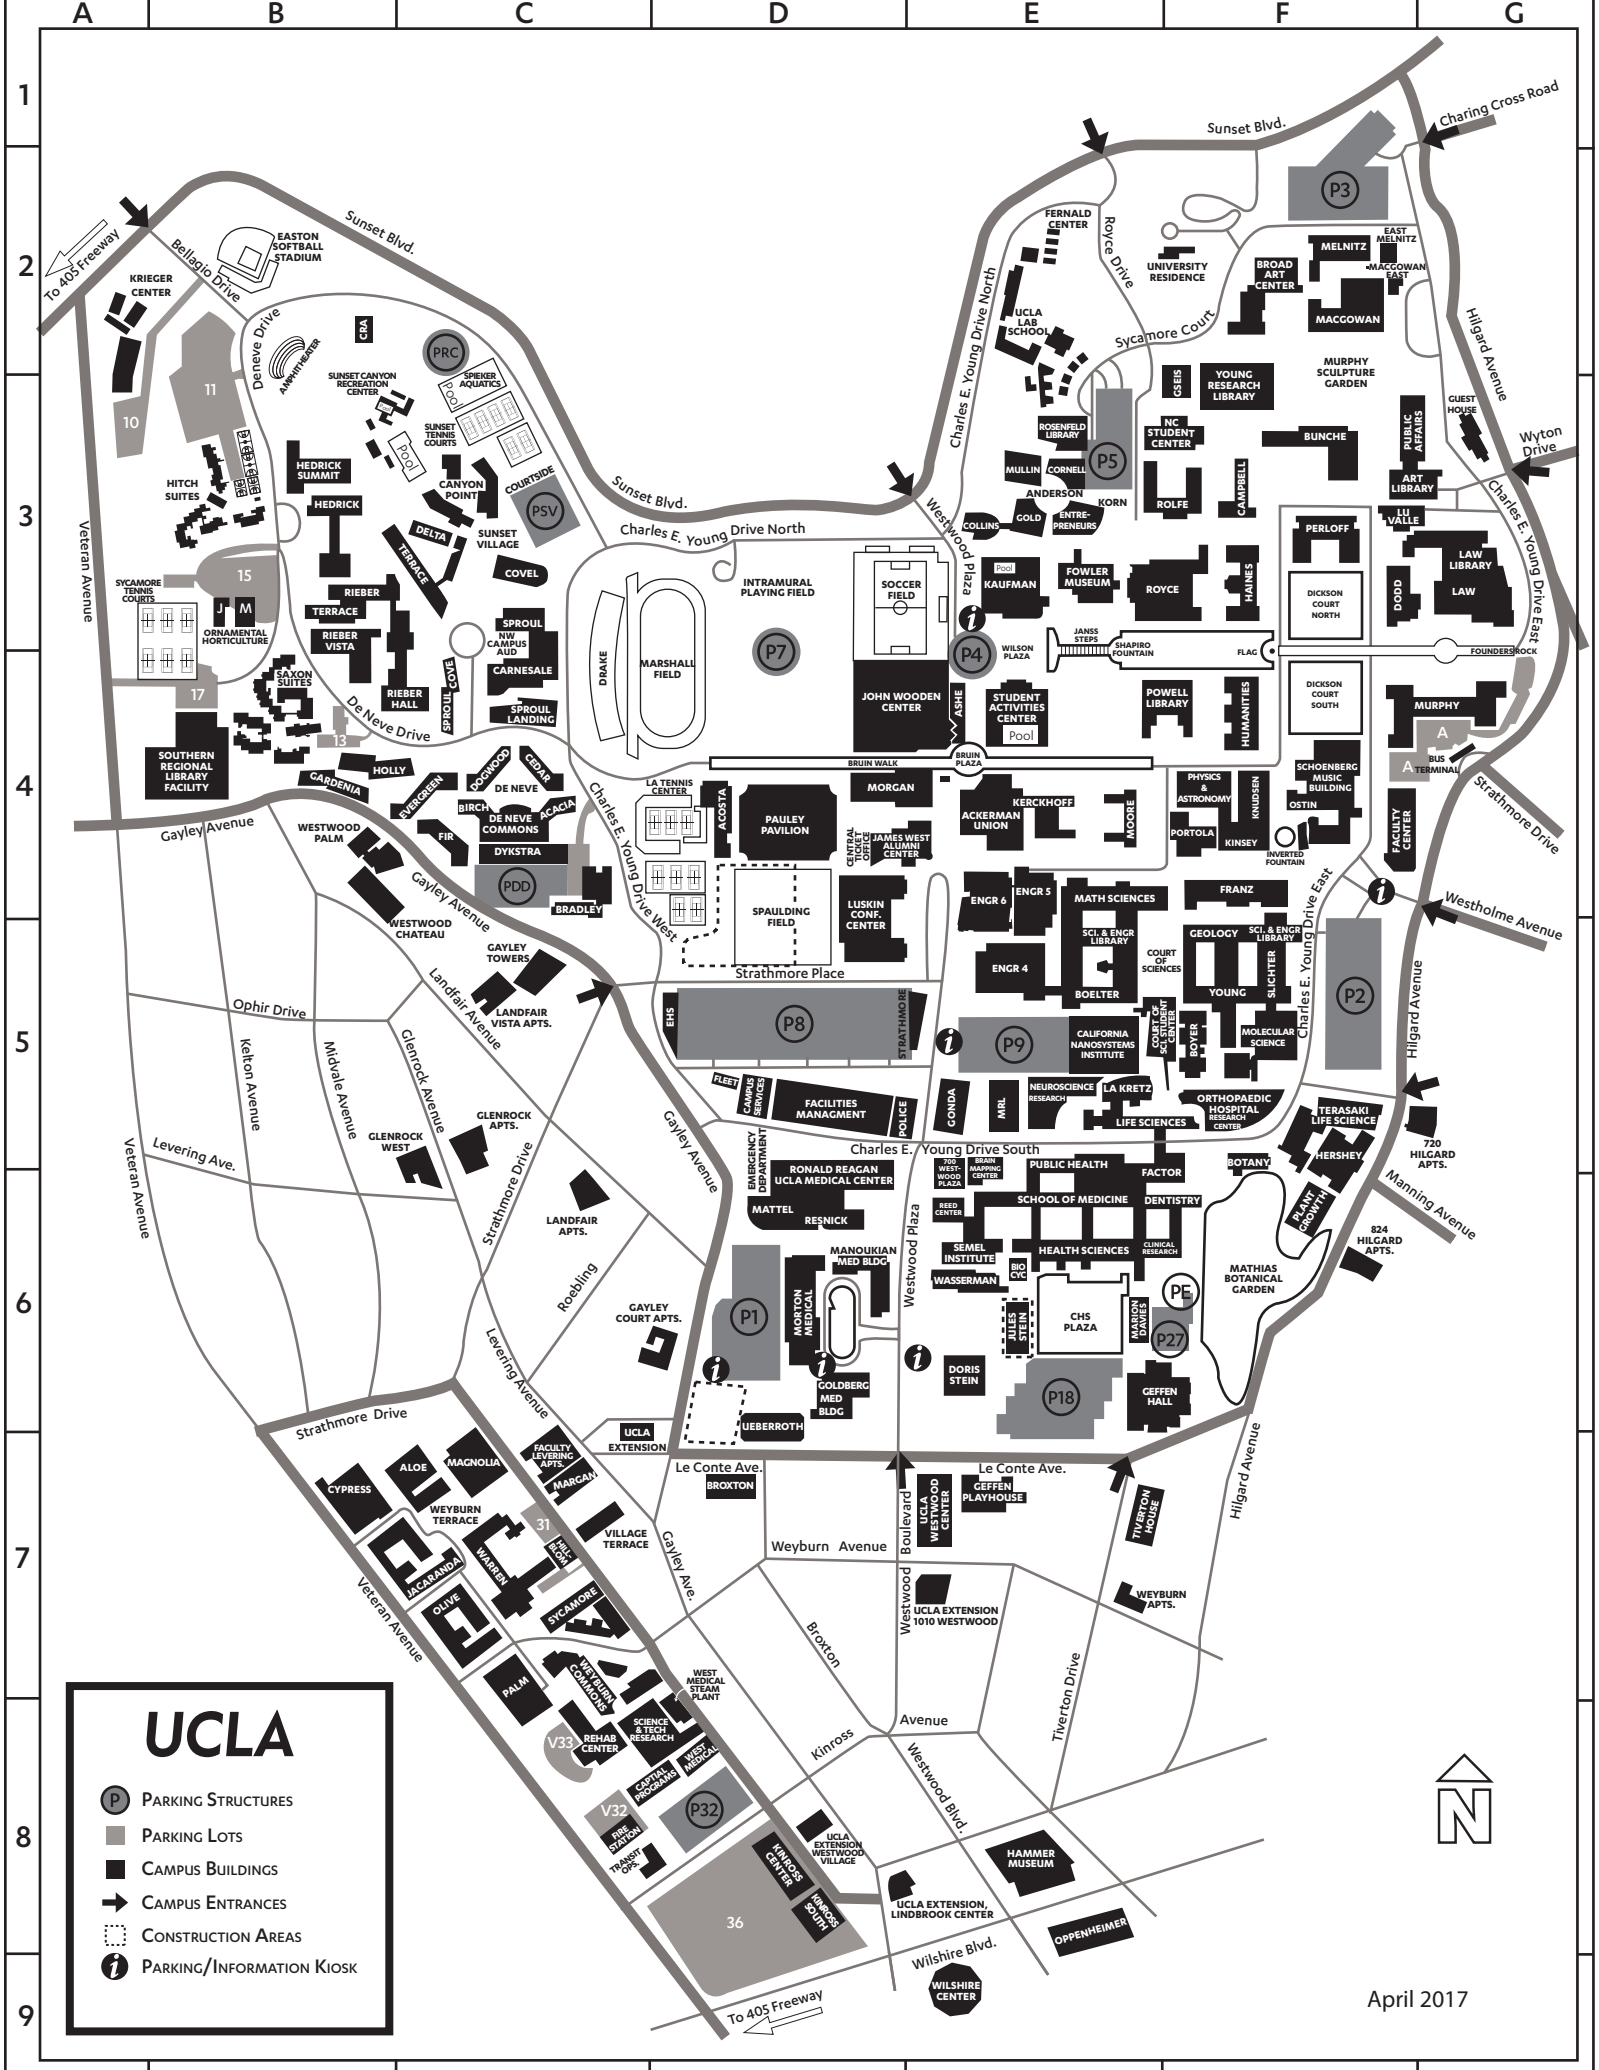 A B C D E F G
1
2
3
4
5
6
7
8
9
Charing Cross Road
Sunset Blvd.
P3
FERNALD
CENTER
Royce Drive
UNIVERSITY
RESIDENCE
BROAD
ART
CENTER
MELNITZ
EAST
MELNITZ
MACGOWAN
EAST
MACGOWAN
To 405 Freeway
Bellagio Drive
EASTON
SOFTBALL
STADIUM
Sunset Blvd.
KRIEGER
CENTER
Deneve Drive
AMPHITHEATER
CRA
PRC
SPIEKER
AQUATICS
Pool
SUNSET CANYON
RECREATION
CENTER
Pool
Pool
SUNSET
TENNIS
COURTS
11
10
UCLA
LAB
SCHOOL
Charles E. Young Drive North
Sycamore Court
Hilgard Avenue
MURPHY
SCULPTURE
GARDEN
GSEIS
YOUNG
RESEARCH
LIBRARY
GUEST
HOUSE
PUBLIC
AFFAIRS
Wyton
Drive
ROSENFELD
LIBRARY
P5
NC
STUDENT
CENTER
BUNCHE
MULLIN
CORNELL
ANDERSON
KORN
COLLINS
GOLD
ENTRE-
PRENEURS
ROLFE
CAMPBELL
ART
LIBRARY
LU
VALLE
PERLOFF
Charles E. Young Drive East
HITCH
SUITES
HEDRICK
SUMMIT
HEDRICK
CANYON
POINT
COURTSIDE
PSV
DELTA
TERRACE
SUNSET
VILLAGE
COVEL
Sunset Blvd.
Charles E. Young Drive North
Westwood Plaza
INTRAMURAL
PLAYING FIELD
SOCCER
FIELD
Pool
KAUFMAN
FOWLER
MUSEUM
ROYCE
HAINES
DICKSON
COURT
NORTH
DODD
LAW
LIBRARY
LAW
Veteran Avenue
SYCAMORE
TENNIS
COURTS
15
J M
ORNAMENTAL
HORTICULTURE
RIEBER
TERRACE
RIEBER
VISTA
SPROUL
NW
CAMPUS
AUD
CARNESALE
P7
i
P4
WILSON
PLAZA
JANSS
STEPS
SHAPIRO
FOUNTAIN
FLAG
FOUNDERS ROCK
17
SAXON
SUITES
RIEBER
HALL
SPROUL COVE
SPROUL
LANDING
DRAKE
MARSHALL
FIELD
JOHN WOODEN
CENTER
ASHE
STUDENT
ACTIVITIES
CENTER
Pool
POWELL
LIBRARY
HUMANITIES
DICKSON
COURT
SOUTH
MURPHY
A
A
BUS
TERMINAL
De Neve Drive
13
SOUTHERN
REGIONAL
LIBRARY
FACILITY
GARDENIA
HOLLY
EVERGREEN
DOGWOOD
CEDAR
DE NEVE
BIRCH
ACACIA
DE NEVE
COMMONS
FIR
DYKSTRA
PDD
BRADLEY
BRUIN WALK
BRUIN
PLAZA
LA TENNIS
CENTER
ACOSTA
PAULEY
PAVILION
MORGAN
CENTRAL
TICKET
OFFICE
JAMES WEST
ALUMNI
CENTER
ACKERMAN
UNION
KERCKHOFF
MOORE
PHYSICS
&
ASTRONOMY
KNUDSEN
PORTOLA
KINSEY
SCHOENBERG
MUSIC
BUILDING
OSTIN
INVERTED
FOUNTAIN
FACULTY
CENTER
Strathmore Drive
Gayley Avenue
WESTWOOD
PALM
WESTWOOD
CHATEAU
Gayley Avenue
Charles E. Young Drive West
SPAULDING
FIELD
LUSKIN
CONF.
CENTER
ENGR 6
ENGR 5
MATH SCIENCES
SCI. & ENGR
LIBRARY
ENGR 4
BOELTER
COURT
OF
SCIENCES
FRANZ
GEOLOGY
SCI. & ENGR
LIBRARY
SLICHTER
YOUNG
Charles E. Young Drive East
i
P2
Westholme Avenue
Hilgard Avenue
GAYLEY
TOWERS
LANDFAIR
VISTA APTS.
Landfair Avenue
Strathmore Place
EHS
P8
STRATHMORE
i
P9
CALIFORNIA
NANOSYSTEMS
INSTITUTE
COURT OF
SCI. STUDENT
CENTER
BOYER
MOLECULAR
SCIENCE
Ophir Drive
Kelton Avenue
Midvale Avenue
Glenrock Avenue
GLENROCK
APTS.
GLENROCK
WEST
Levering Ave.
Veteran Avenue
Strathmore Drive
FLEET
CAMPUS
SERVICES
FACILITIES
MANAGMENT
POLICE
GONDA
MRL
NEUROSCIENCE
RESEARCH
LA KRETZ
LIFE SCIENCES
ORTHOPAEDIC
HOSPITAL
RESEARCH
CENTER
TERASAKI
LIFE SCIENCE
HERSHEY
BOTANY
PLANT
GROWTH
720
HILGARD
APTS.
Manning Avenue
824
HILGARD
APTS.
Gayley Avenue
Charles E. Young Drive South
EMERGENCY
DEPARTMENT
RONALD REAGAN
UCLA MEDICAL CENTER
MATTEL
RESNICK
700
WEST-
WOOD
PLAZA
BRAIN
MAPPING
CENTER
PUBLIC HEALTH
FACTOR
REED
CENTER
SCHOOL OF MEDICINE
DENTISTRY
SEMEL
INSTITUTE
HEALTH SCIENCES
CLINICAL
RESEARCH
WASSERMAN
BIO
CYC
Westwood Plaza
LANDFAIR
APTS.
Roebling
GAYLEY
COURT APTS.
P1
MORTON
MEDICAL
MANOUKIAN
MED BLDG
i
i
i
GOLDBERG
MED
BLDG
UEBERROTH
JULES
STEIN
CHS
PLAZA
MARION
DAVIES
PE
P27
MATHIAS
BOTANICAL
GARDEN
DORIS
STEIN
P18
GEFFEN
HALL
Levering Avenue
Strathmore Drive
UCLA
EXTENSION
Le Conte Ave.
Le Conte Ave.
BROXTON
UCLA
WESTWOOD
CENTER
GEFFEN
PLAYHOUSE
TIVERTON
HOUSE
Hilgard Avenue
CYPRESS
ALOE
MAGNOLIA
FACULTY
LEVERING
APTS.
MARGAN
WEYBURN
TERRACE
31
HILL-
BLOM
VILLAGE
TERRACE
WARREN
JACARANDA
OLIVE
SYCAMORE
Veteran Avenue
Gayley Ave.
Weyburn Avenue
Westwood Boulevard
UCLA EXTENSION
1010 WESTWOOD
WEYBURN
APTS.
Broxton
Tiverton Drive
PALM
WEYBURN
COMMONS
WEST
MEDICAL
STEAM
PLANT
V33
REHAB
CENTER
SCIENCE
& TECH
RESEARCH
WEST
MEDICAL
CAPTIAL
PROGRAMS
V32
FIRE
STATION
P32
TRANSIT
OPS.
Kinross
Avenue
Westwood Blvd.
KINROSS
CENTER
KINROSS
SOUTH
36
UCLA
EXTENSION
WESTWOOD
VILLAGE
UCLA EXTENSION,
LINDBROOK CENTER
HAMMER
MUSEUM
OPPENHEIMER
Wilshire Blvd.
WILSHIRE
CENTER
To 405 Freeway
UCLA
P PARKING STRUCTURES
PARKING LOTS
CAMPUS BUILDINGS
CAMPUS ENTRANCES
CONSTRUCTION AREAS
i PARKING/INFORMATION KIOSK
N
April 2017